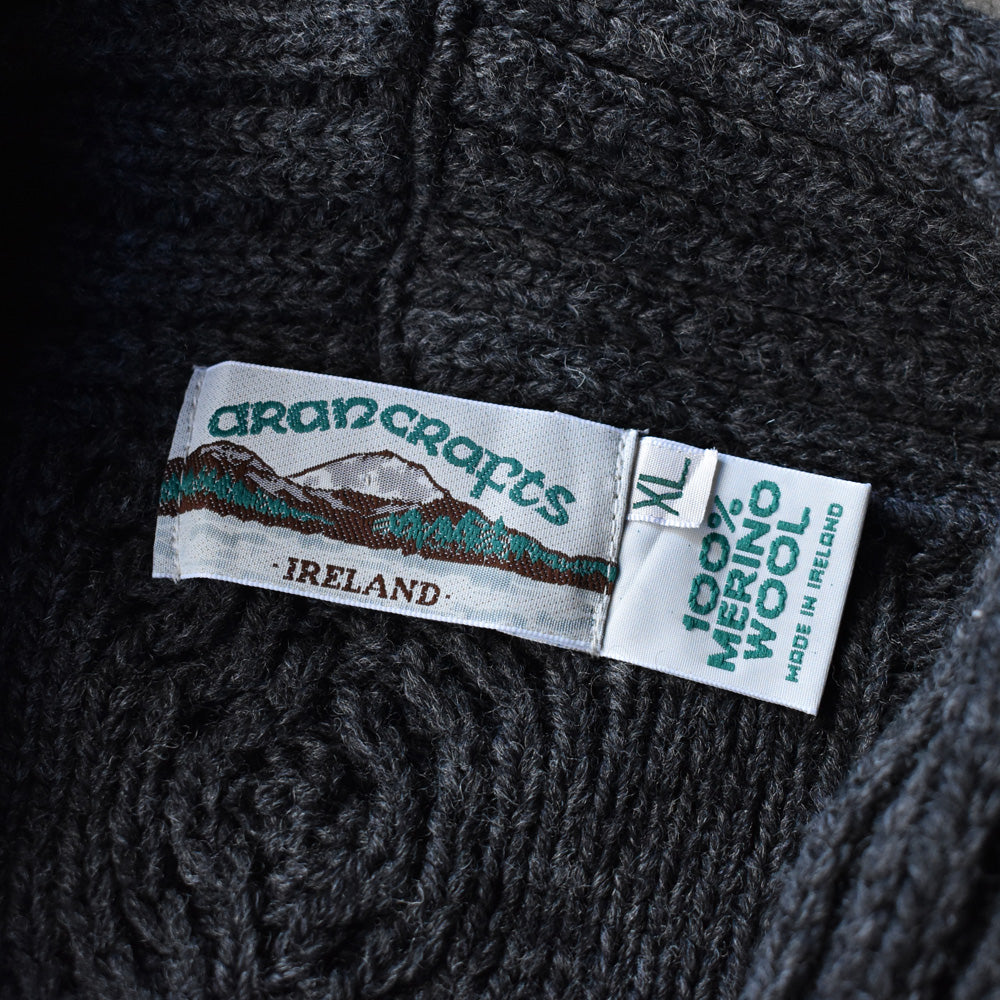 aRanCRafts
·IRELAND·
XL
100%
MERINO
WOOL
MADE IN IRELAND